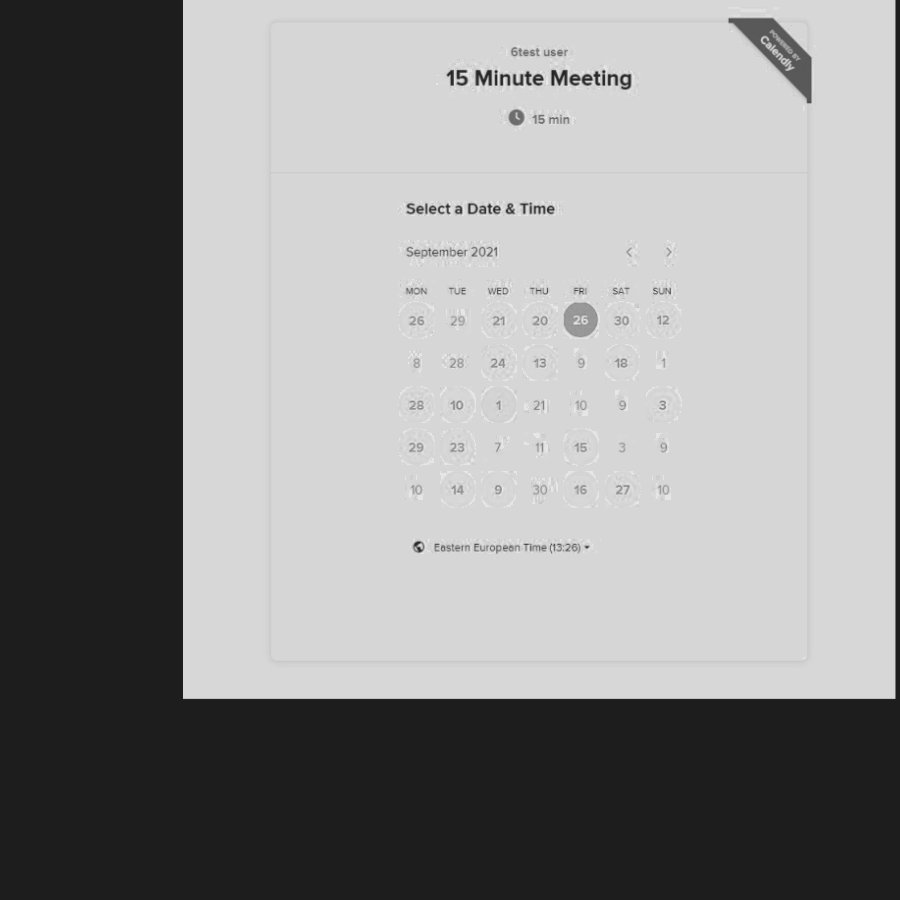 POWERED BY
Calendly
6test user
15 Minute Meeting
15 min
Select a Date & Time
September 2021
MON TUE WED THU FRI SAT SUN
26 29 21 20 26 30 12
8 28 24 13 9 18 1
28 10 1 21 10 9 3
29 23 7 11 15 3 9
10 14 9 30 16 27 10
Eastern European Time (13:26)